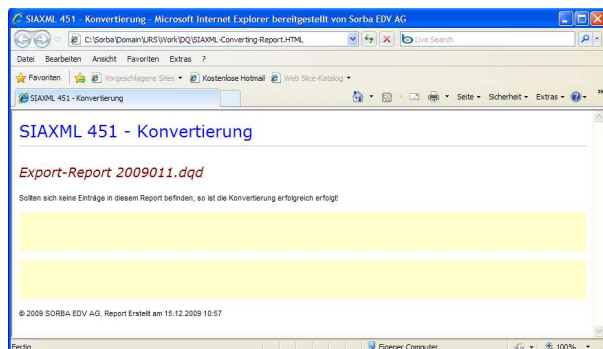 SIAXML 451 - Konvertierung - Microsoft Internet Explorer bereitgestellt von Sorba EDV AG
C:\Sorba\Domain\URS\Work\DQ\SIAXML-Converting-Report.HTML
Live Search
Datei Bearbeiten Ansicht Favoriten Extras ?
Favoriten Vorgeschlagene Sites Kostenlose Hotmail Web Slice-Katalog
SIAXML 451 - Konvertierung Seite Sicherheit Extras »
SIAXML 451 - Konvertierung
Export-Report 2009011.dqd
Sollten sich keine Einträge in diesem Report befinden, so ist die Konvertierung erfolgreich erfolgt!
© 2009 SORBA EDV AG, Report Erstellt am 15.12.2009 10:57
Fertig Eigener Computer 100%